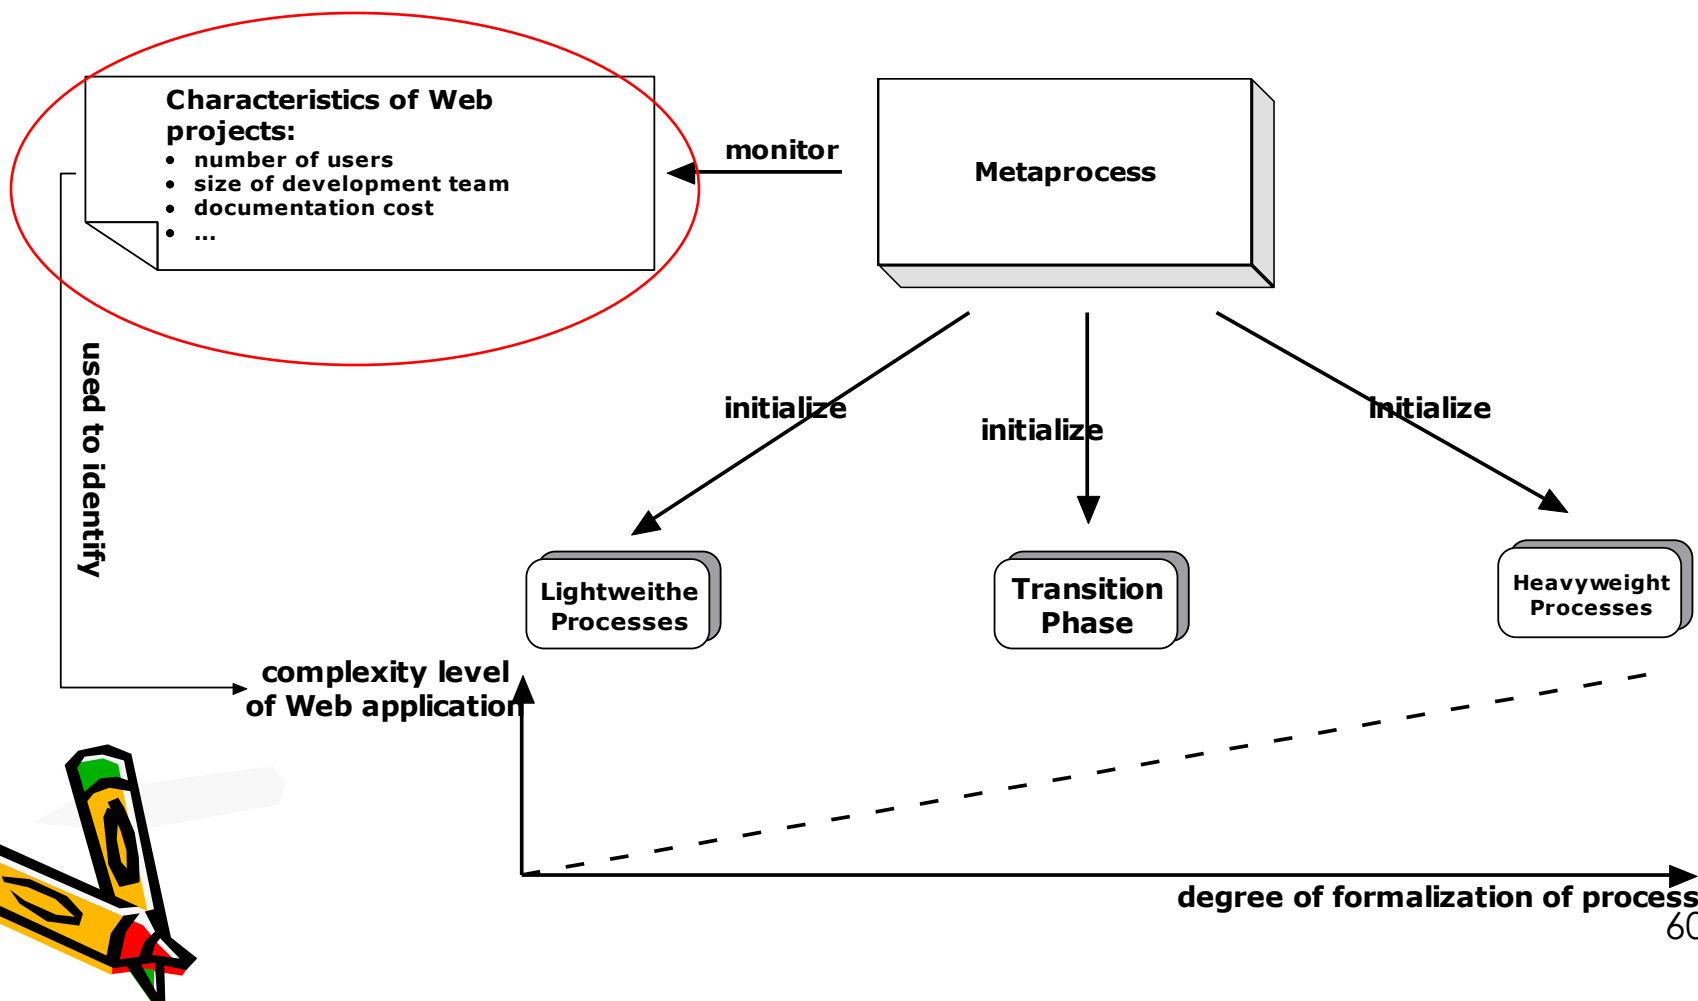 Characteristics of Web
projects:
• number of users
• size of development team
• documentation cost
• ...
monitor
Metaprocess
used to identify
initialize
initialize
initialize
Lightweithe
Processes
Transition
Phase
Heavyweight
Processes
complexity level
of Web application
degree of formalization of process
60